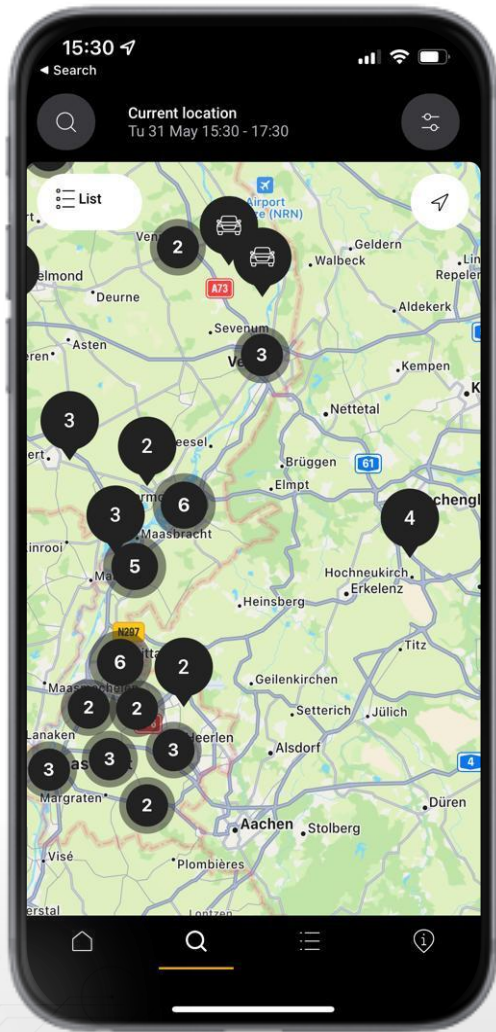 15:30
◀ Search
Current location
Tu 31 May 15:30 - 17:30
List
Airport
(NRN)
2
Geldern
Walbeck
A73
Deurne
Aldekerk
Sevenum
Asten
3
Kempen
3
Nettetal
2
Brüggen
61
Elmpt
6
3
4
Maasbracht
5
Hochneukirch
Erkelenz
Heinsberg
N297
6
2
Titz
Geilenkirchen
2
2
Setterich
Jülich
Lanaken
3
3
3
Heerlen
Alsdorf
4
Margraten
2
Düren
Aachen
Stolberg
Visé
Plombières
Lontzen